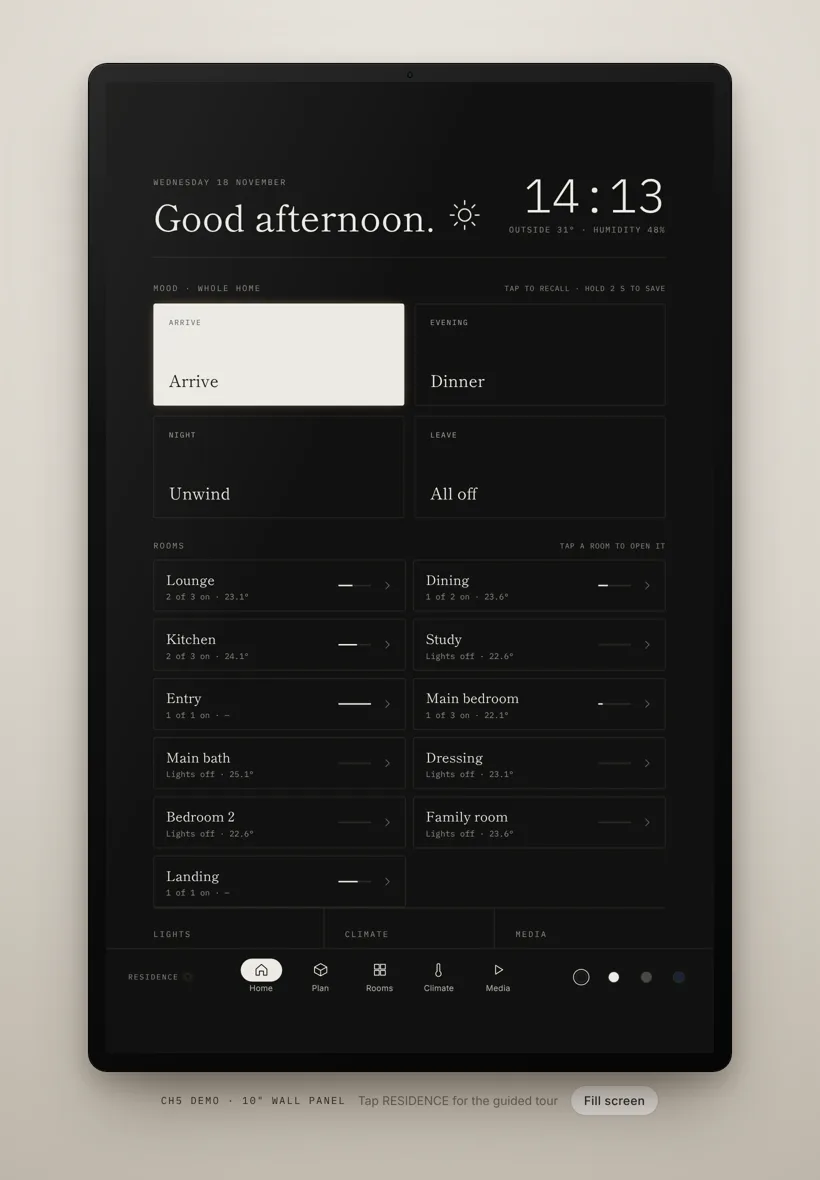 WEDNESDAY 18 NOVEMBER
Good afternoon.
14:13
OUTSIDE 31° · HUMIDITY 48%
MOOD · WHOLE HOME
TAP TO RECALL · HOLD 2 S TO SAVE
ARRIVE
Arrive
EVENING
Dinner
NIGHT
Unwind
LEAVE
All off
ROOMS
TAP A ROOM TO OPEN IT
Lounge
2 of 3 on · 23.1°
Dining
1 of 2 on · 23.6°
Kitchen
2 of 3 on · 24.1°
Study
Lights off · 22.6°
Entry
1 of 1 on · —
Main bedroom
1 of 3 on · 22.1°
Main bath
Lights off · 25.1°
Dressing
Lights off · 23.1°
Bedroom 2
Lights off · 22.6°
Family room
Lights off · 23.6°
Landing
1 of 1 on · —
LIGHTS
CLIMATE
MEDIA
RESIDENCE
Home
Plan
Rooms
Climate
Media
CH5 DEMO · 10" WALL PANEL
Tap RESIDENCE for the guided tour
Fill screen